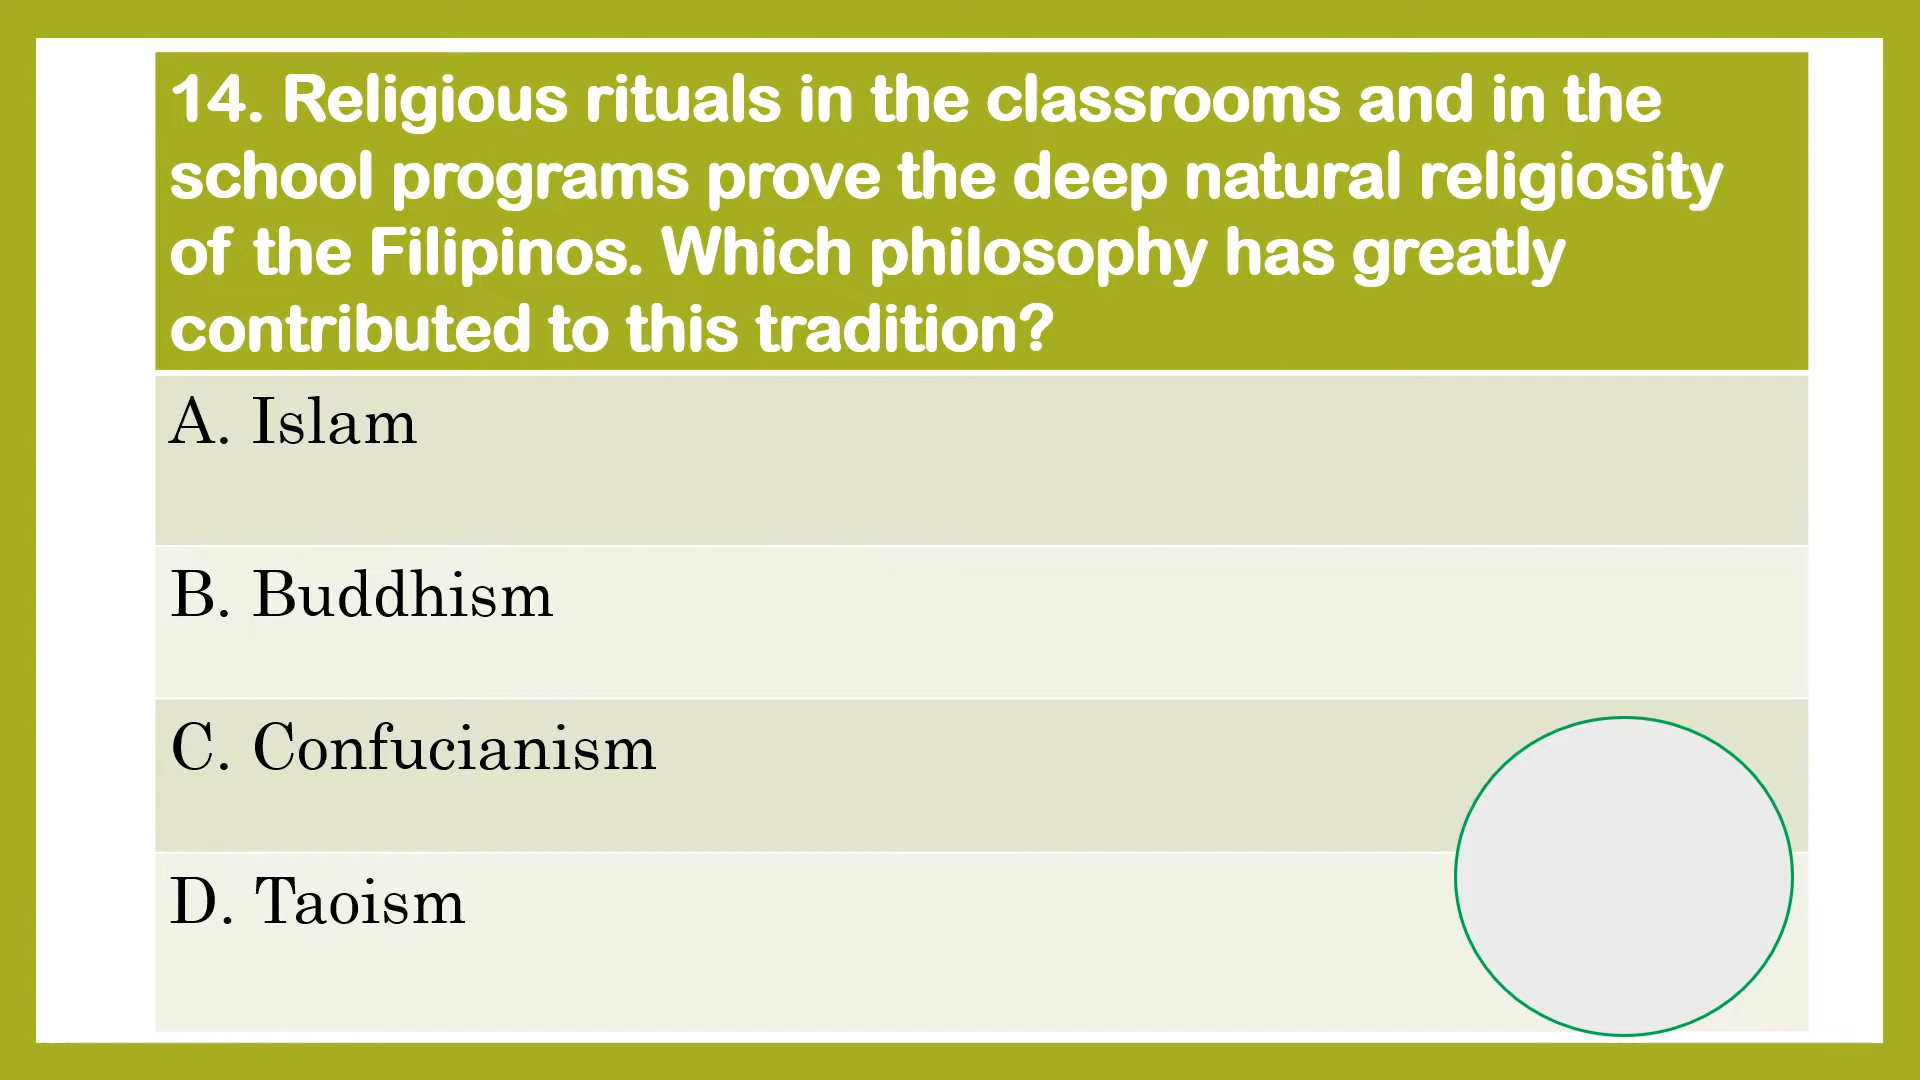 14. Religious rituals in the classrooms and in the
school programs prove the deep natural religiosity
of the Filipinos. Which philosophy has greatly
contributed to this tradition?
A. Islam
B. Buddhism
C. Confucianism
D. Taoism